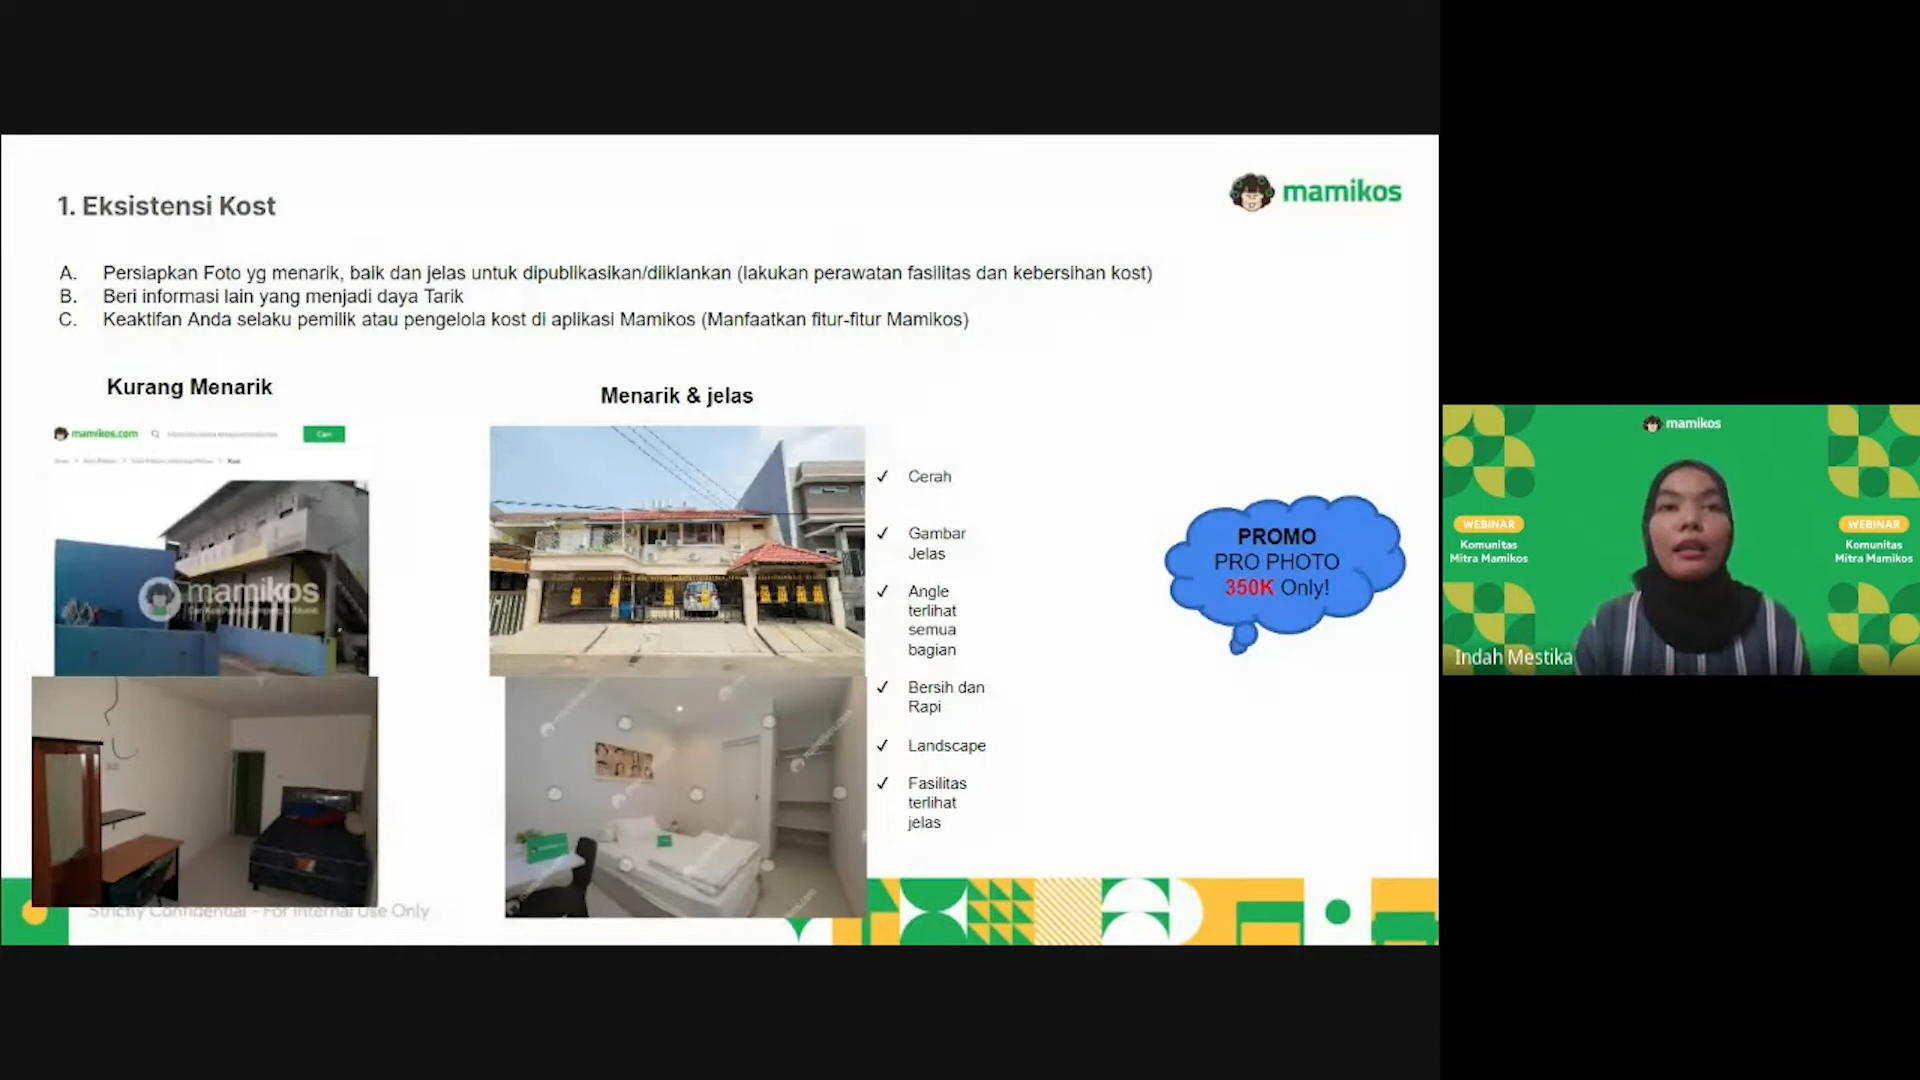 1. Eksistensi Kost
mamikos
A. Persiapkan Foto yg menarik, baik dan jelas untuk dipublikasikan/diiklankan (lakukan perawatan fasilitas dan kebersihan kost)
B. Beri informasi lain yang menjadi daya Tarik
C. Keaktifan Anda selaku pemilik atau pengelola kost di aplikasi Mamikos (Manfaatkan fitur-fitur Mamikos)
Kurang Menarik
Menarik & jelas
mamikos.com
Cari
Kost
mamikos
✓ Cerah
✓ Gambar
Jelas
✓ Angle
terlihat
semua
bagian
✓ Bersih dan
Rapi
✓ Landscape
✓ Fasilitas
terlihat
jelas
PROMO
PRO PHOTO
350K Only!
Strictly Confidential - For Internal Use Only
mamikos
WEBINAR
Komunitas
Mitra Mamikos
WEBINAR
Komunitas
Mitra Mamikos
Indah Mestika